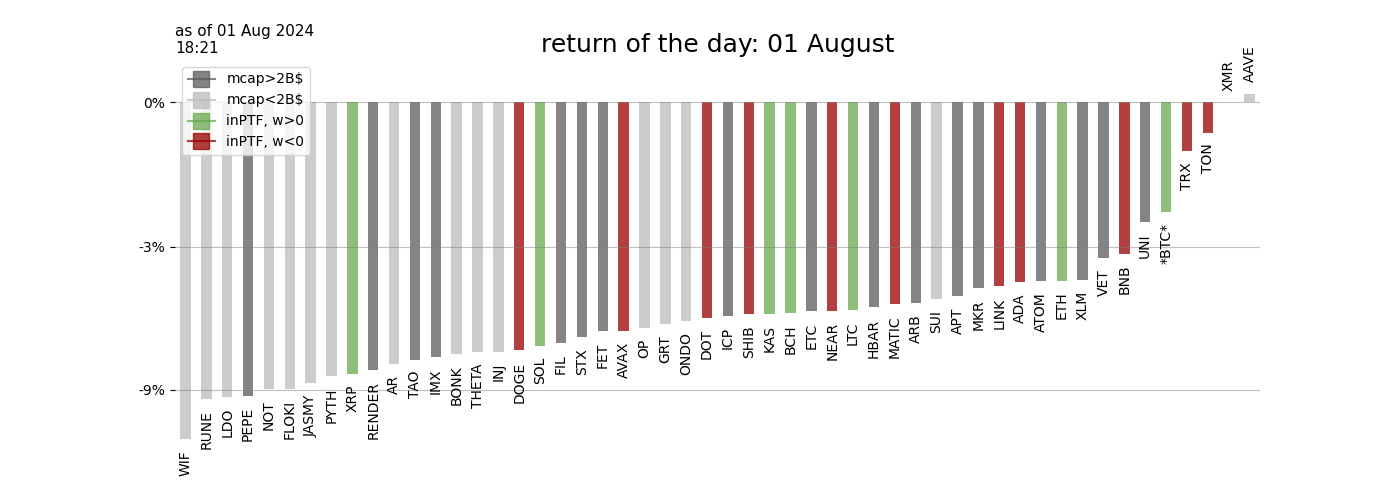 as of 01 Aug 2024
18:21
return of the day: 01 August
mcap>2B$
mcap<2B$
inPTF, w>0
inPTF, w<0
0%
-3%
-9%
WIF
RUNE
LDO
PEPE
NOT
FLOKI
JASMY
PYTH
XRP
RENDER
AR
TAO
IMX
BONK
THETA
INJ
DOGE
SOL
FIL
STX
FET
AVAX
OP
GRT
ONDO
DOT
ICP
SHIB
KAS
BCH
ETC
NEAR
LTC
HBAR
MATIC
ARB
SUI
APT
MKR
LINK
ADA
ATOM
ETH
XLM
VET
BNB
UNI
*BTC*
TRX
TON
XMR
AAVE